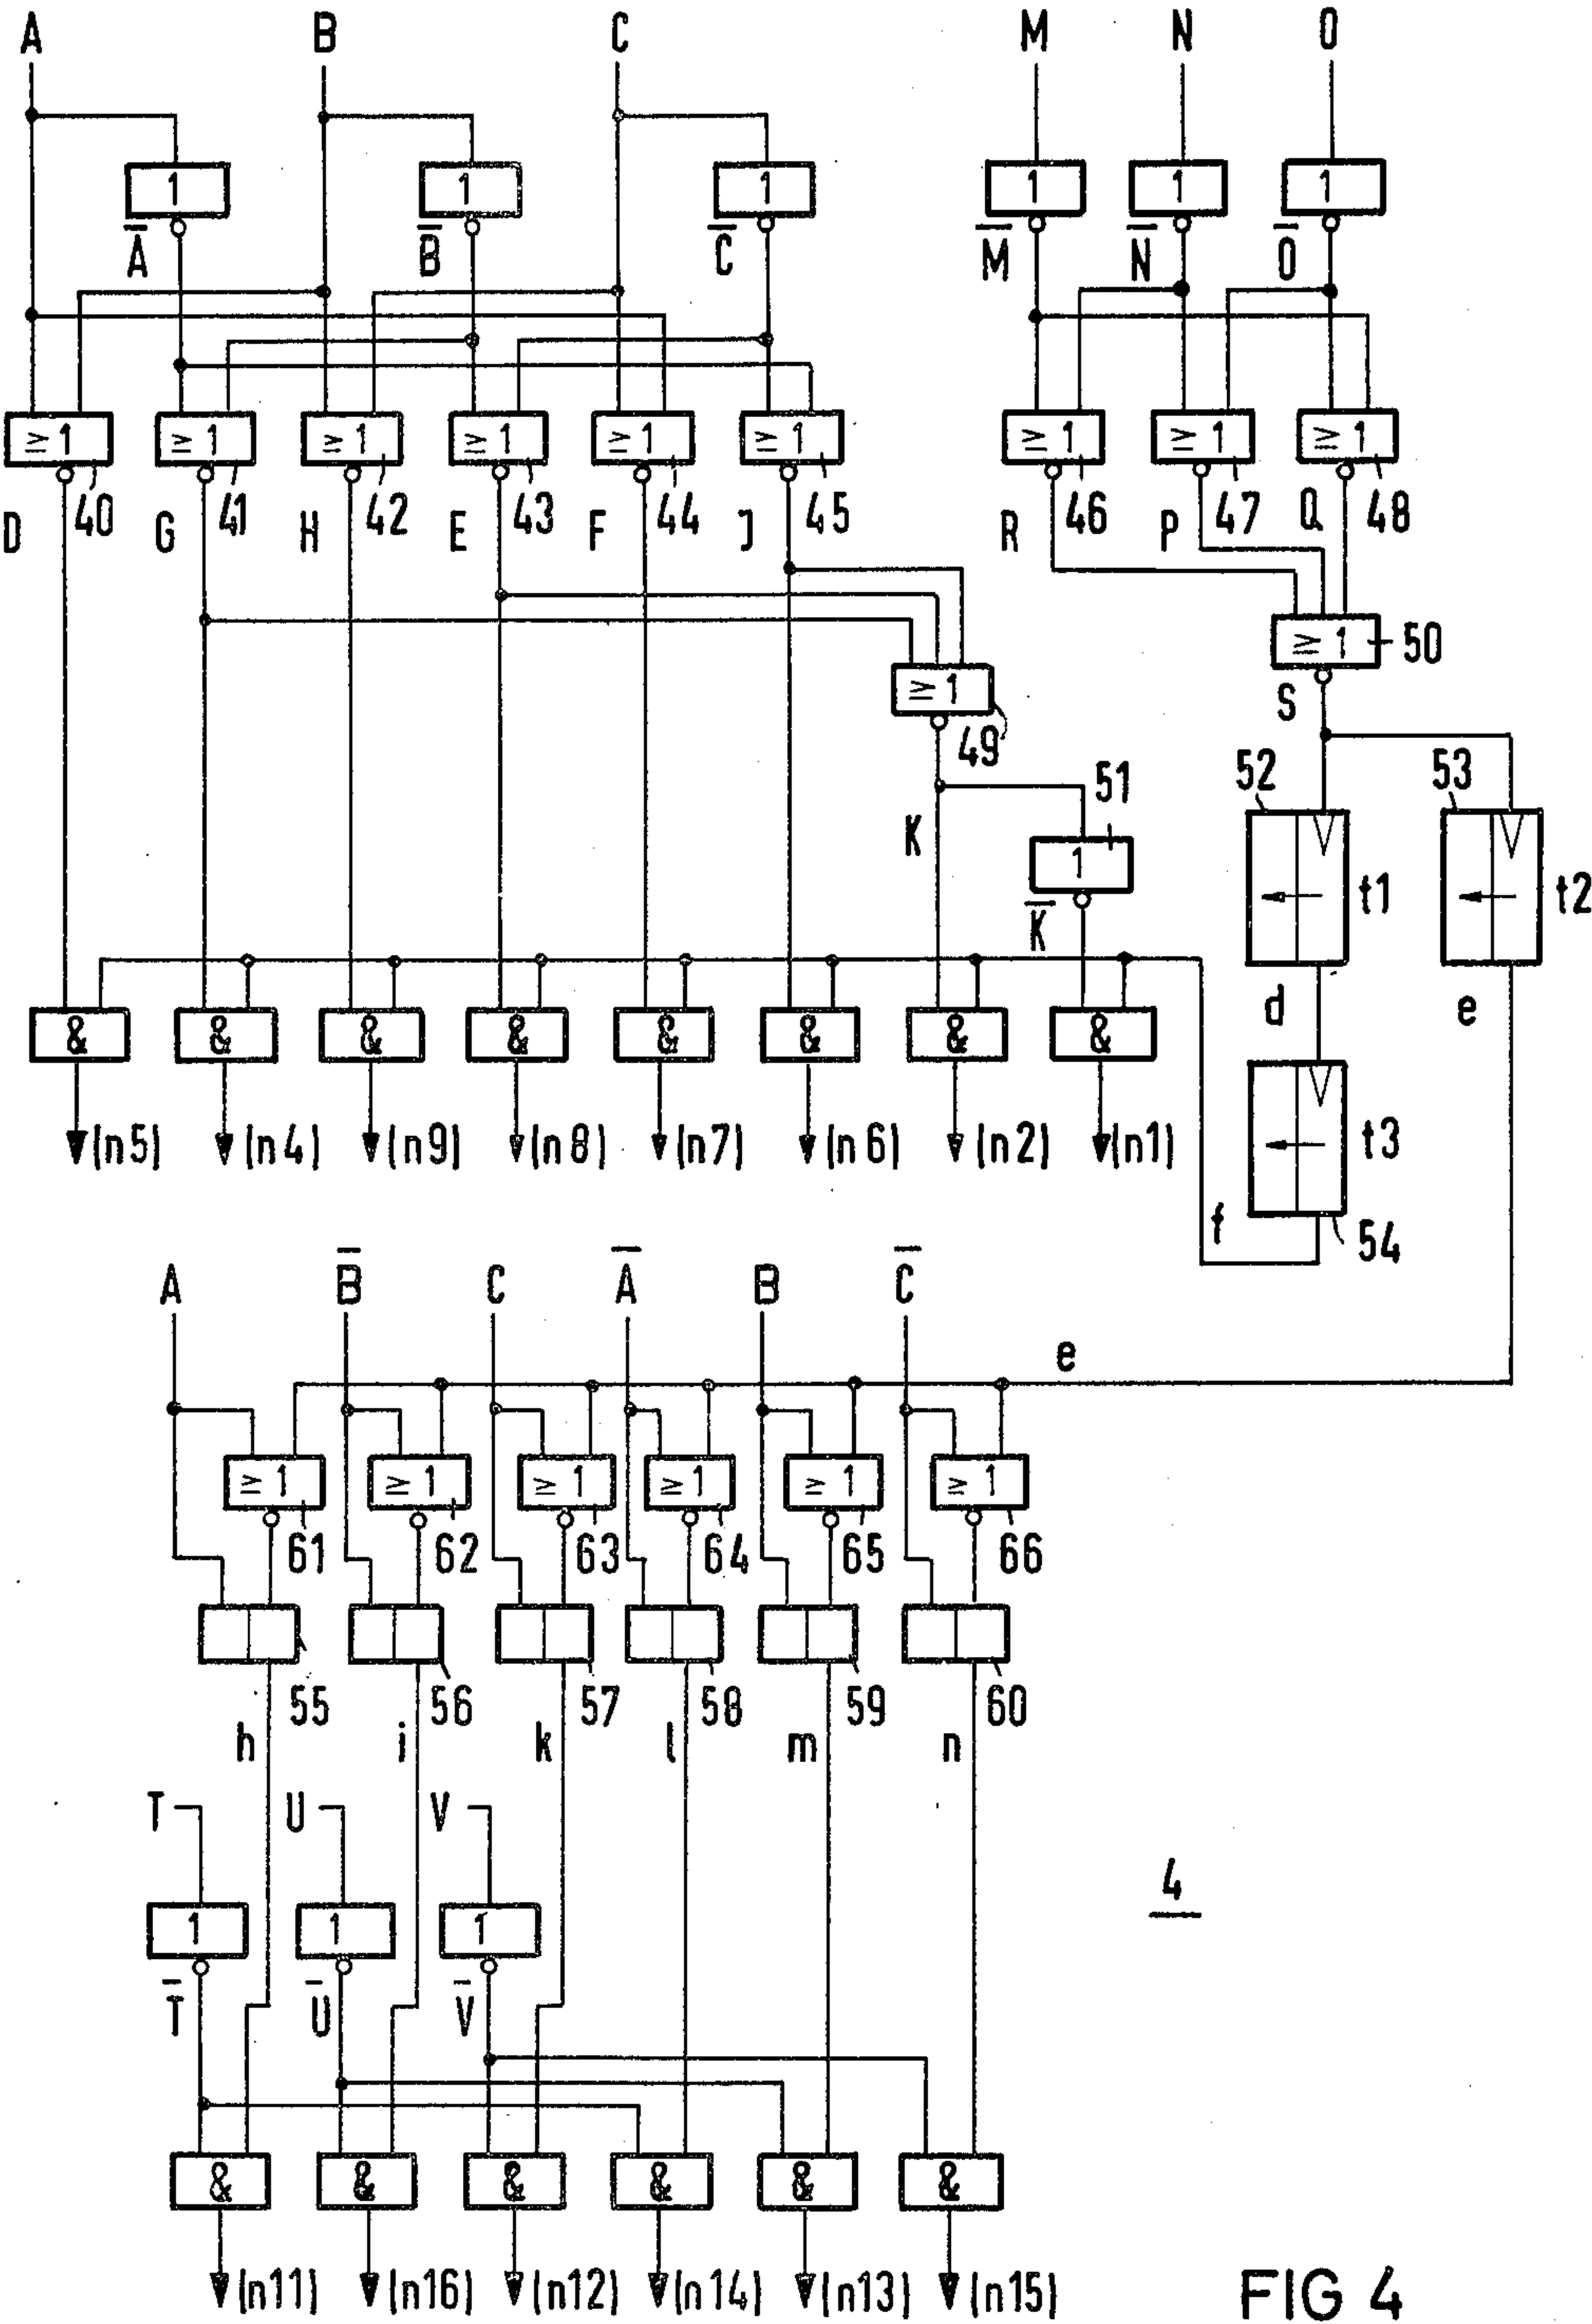 A B C M N O
1 1 1 1 1 1
A̅ B̅ C̅ M̅ N̅ O̅
≥1 ≥1 ≥1 ≥1 ≥1 ≥1 ≥1 ≥1 ≥1
D 40 G 41 H 42 E 43 F 44 J 45 R 46 P 47 Q 48
≥1 50
≥1 49
S
52 53
51
K 1
t1 t2
K̅
d e
& & & & & & & &
(n5) (n4) (n9) (n8) (n7) (n6) (n2) (n1)
t3
f 54
A B̅ C A̅ B C̅
e
≥1 ≥1 ≥1 ≥1 ≥1 ≥1
61 62 63 64 65 66
55 56 57 58 59 60
h i k l m n
T U V
1 1 1
4
T̅ U̅ V̅
& & & & & &
(n11) (n16) (n12) (n14) (n13) (n15)
FIG 4